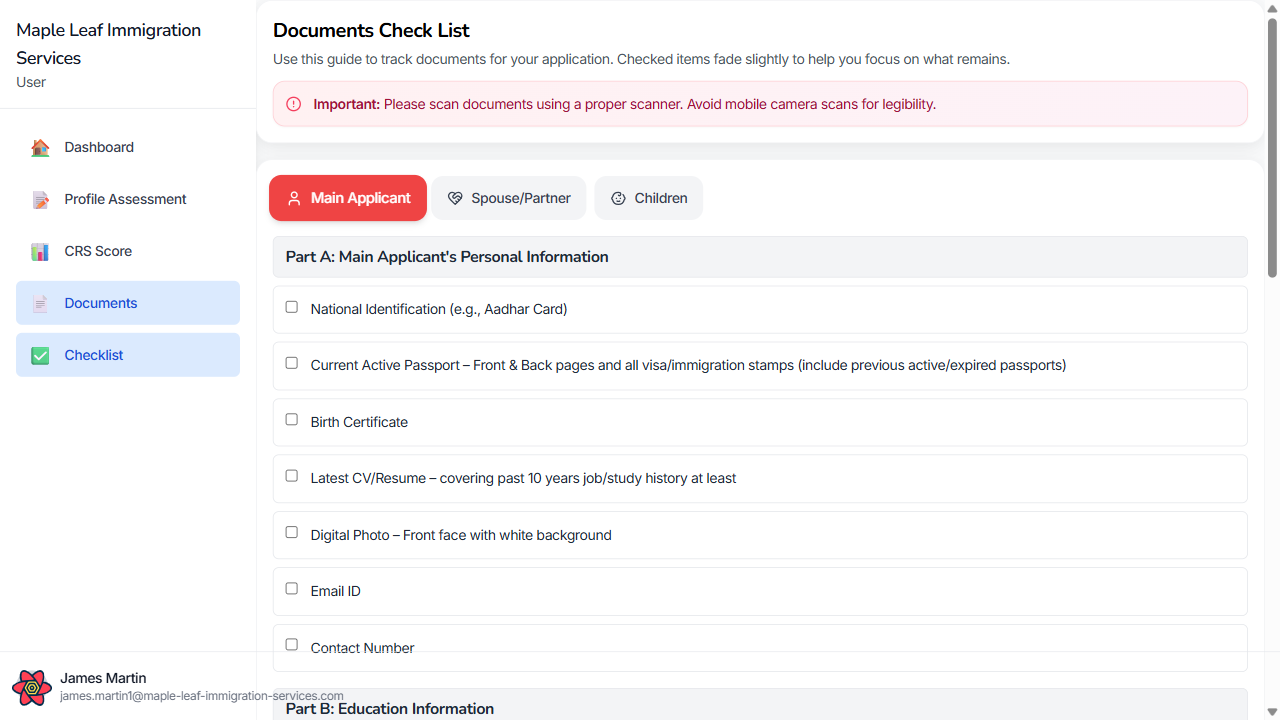 Maple Leaf Immigration
Services
User
Dashboard
Profile Assessment
CRS Score
Documents
Checklist
James Martin
james.martin1@maple-leaf-immigration-services.com
Documents Check List
Use this guide to track documents for your application. Checked items fade slightly to help you focus on what remains.
Important: Please scan documents using a proper scanner. Avoid mobile camera scans for legibility.
Main Applicant
Spouse/Partner
Children
Part A: Main Applicant's Personal Information
National Identification (e.g., Aadhar Card)
Current Active Passport – Front & Back pages and all visa/immigration stamps (include previous active/expired passports)
Birth Certificate
Latest CV/Resume – covering past 10 years job/study history at least
Digital Photo – Front face with white background
Email ID
Contact Number
Part B: Education Information